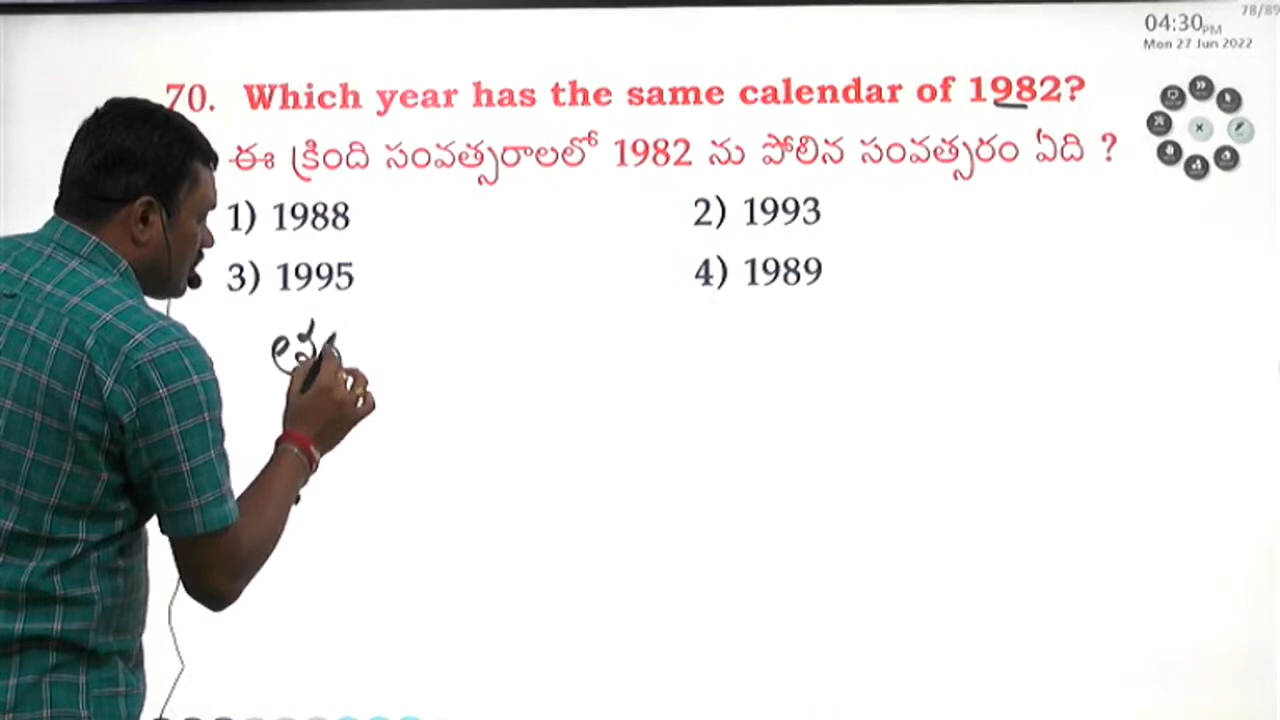 78/89
04:30PM
Mon 27 Jun 2022
70. Which year has the same calendar of 1982?
ఈ క్రింది సంవత్సరాలలో 1982 ను పోలిన సంవత్సరం ఏది ?
1) 1988
2) 1993
3) 1995
4) 1989